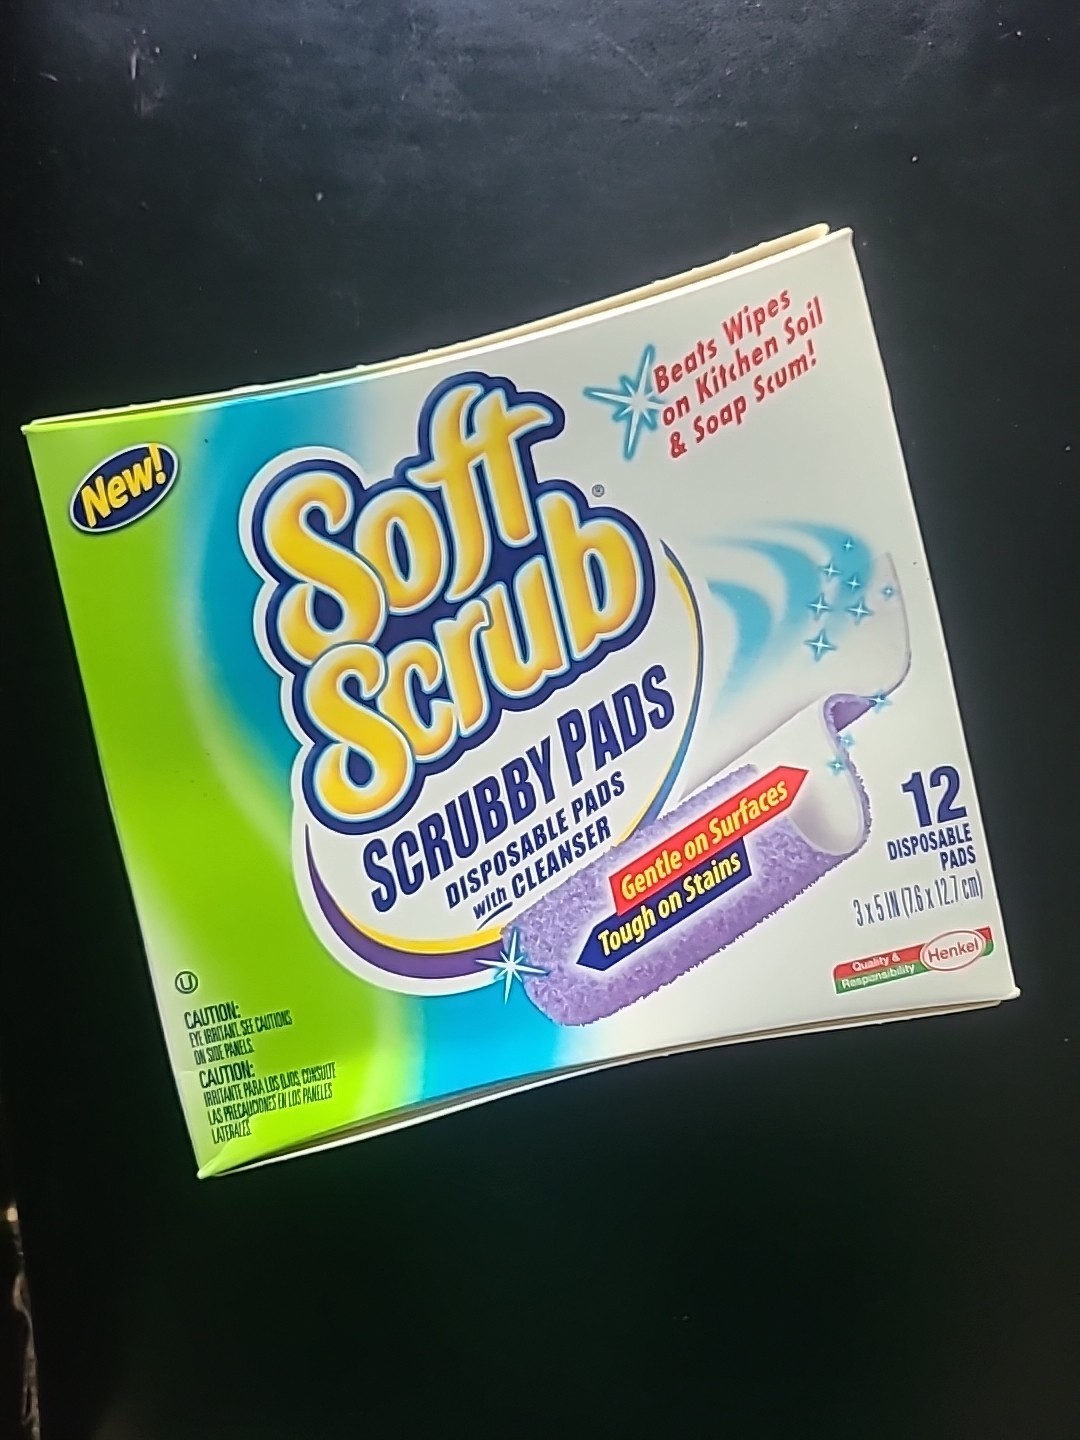 New!
Beats Wipes
on Kitchen Soil
& Soap Scum!
Soft
Scrub®
SCRUBBY PADS
DISPOSABLE PADS
with CLEANSER
Gentle on Surfaces
Tough on Stains
12
DISPOSABLE
PADS
3 x 5 IN (7.6 x 12.7 cm)
Quality &
Responsibility
Henkel
U
CAUTION:
EYE IRRITANT. SEE CAUTIONS
ON SIDE PANELS.
CAUTION:
IRRITANTE PARA LOS OJOS, CONSULTE
LAS PRECAUCIONES EN LOS PANELES
LATERALES